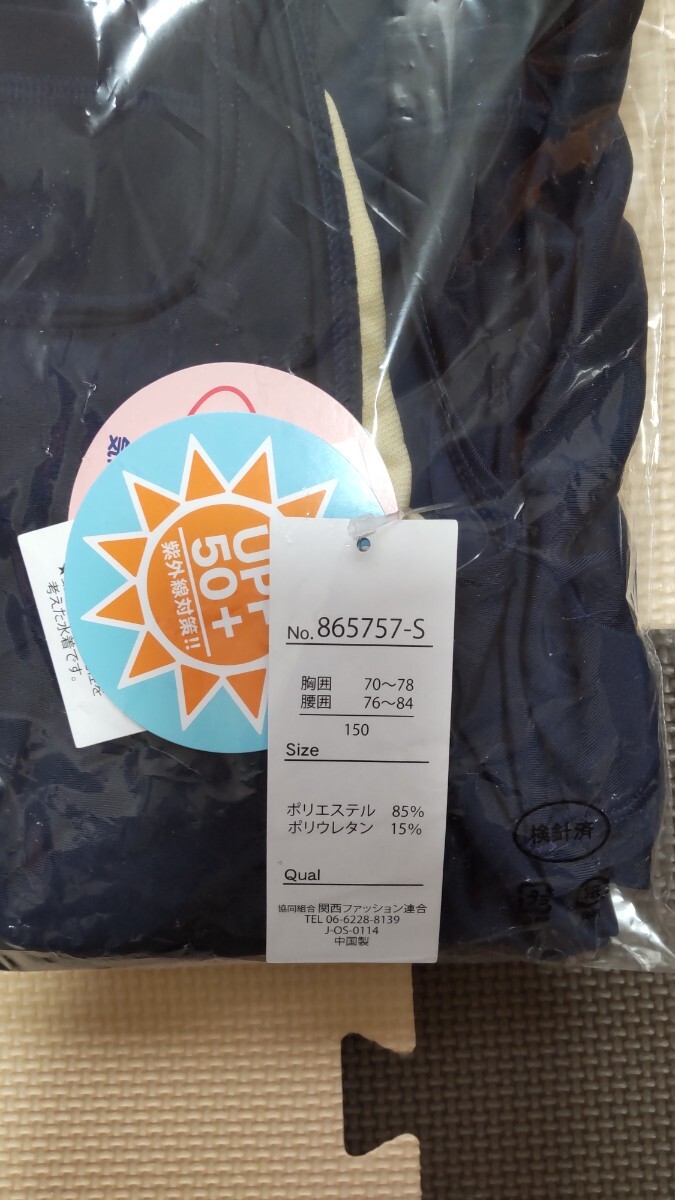 気
UPF
50+
紫外線対策!!
考えた水着です。
No. 865757-S
胸囲 70〜78
腰囲 76〜84
150
Size
ポリエステル 85%
ポリウレタン 15%
Qual
協同組合 関西ファッション連合
TEL 06-6228-8139
J-OS-0114
中国製
検針済